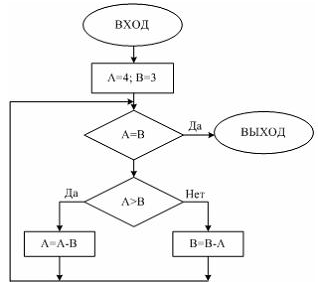 ВХОД
A=4; B=3
A=B
Да
ВЫХОД
A>B
Да
Нет
A=A-B
B=B-A